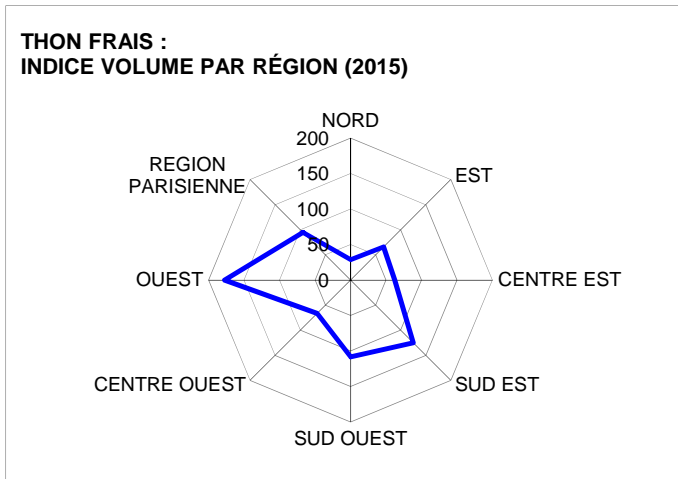 THON FRAIS :
INDICE VOLUME PAR RÉGION (2015)
NORD
200
150
100
50
0
EST
CENTRE EST
SUD EST
SUD OUEST
CENTRE OUEST
OUEST
REGION
PARISIENNE